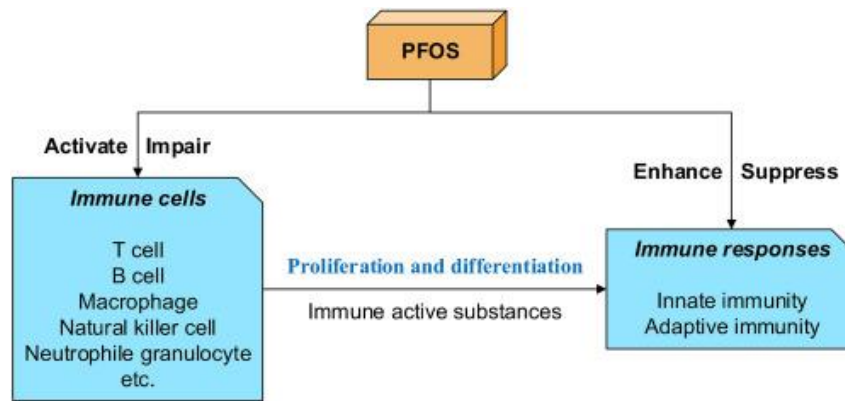 PFOS
Activate Impair
Enhance Suppress
Immune cells
T cell
B cell
Macrophage
Natural killer cell
Neutrophile granulocyte
etc.
Proliferation and differentiation
Immune active substances
Immune responses
Innate immunity
Adaptive immunity